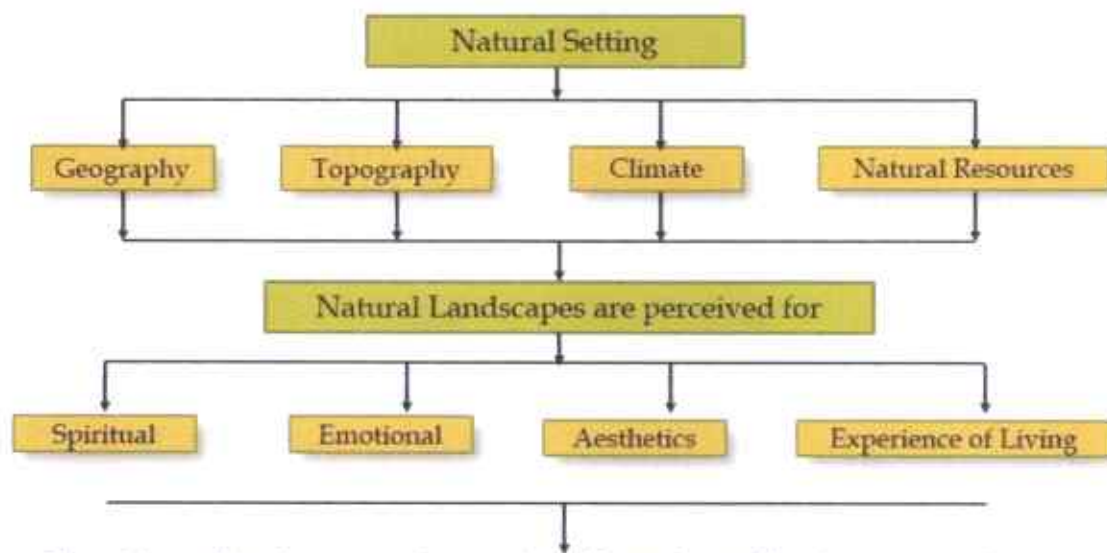 Natural Setting
Geography Topography Climate Natural Resources
Natural Landscapes are perceived for
Spiritual Emotional Aesthetics Experience of Living